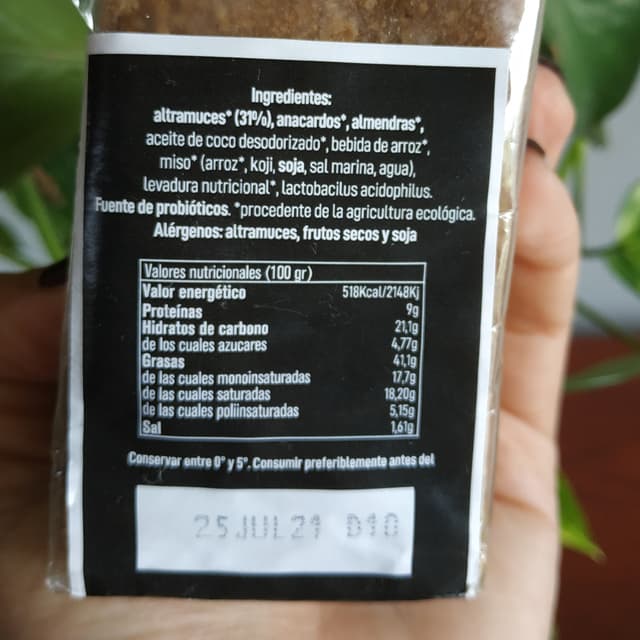 Ingredientes:
altramuces* (31%), anacardos*, almendras*,
aceite de coco desodorizado*, bebida de arroz*,
miso* (arroz*, koji, soja, sal marina, agua),
levadura nutricional*, lactobacilus acidophilus.
Fuente de probióticos. *procedente de la agricultura ecológica.
Alérgenos: altramuces, frutos secos y soja
Valores nutricionales (100 gr)
Valor energético 518Kcal/2148Kj
Proteínas 9g
Hidratos de carbono 21,1g
de los cuales azucares 4,77g
Grasas 41,1g
de las cuales monoinsaturadas 17,7g
de las cuales saturadas 18,20g
de las cuales poliinsaturadas 5,15g
Sal 1,61g
Conservar entre 0° y 5°. Consumir preferiblemente antes del
25 JUL 21 D10